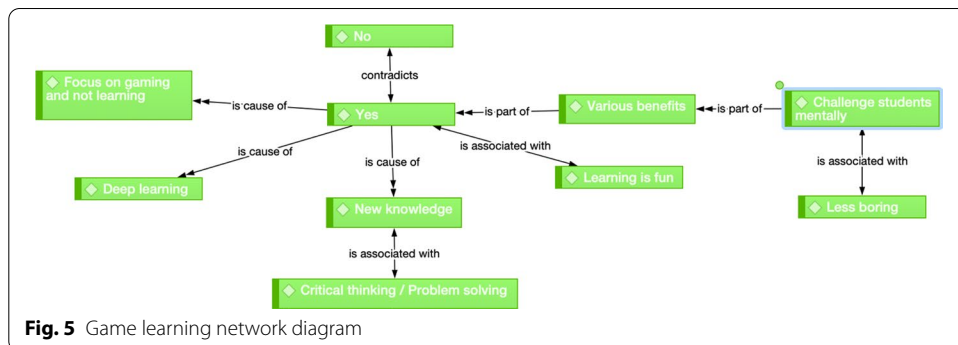 No
contradicts
Focus on gaming
and not learning
is cause of
Yes
is part of
Various benefits
is part of
Challenge students
mentally
is cause of
is cause of
is associated with
is associated with
Deep learning
Learning is fun
New knowledge
Less boring
is associated with
Critical thinking / Problem solving
Fig. 5 Game learning network diagram